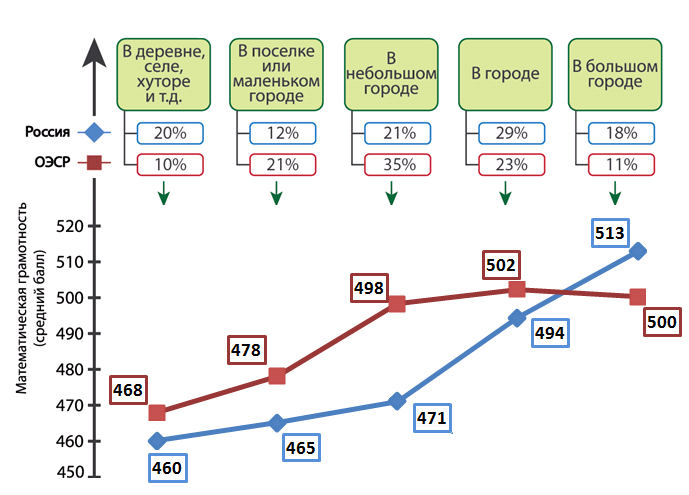 В деревне,
селе,
хуторе
и т.д.
В поселке
или
маленьком
городе
В
небольшом
городе
В городе
В большом
городе
Россия
20%
12%
21%
29%
18%
ОЭСР
10%
21%
35%
23%
11%
Математическая грамотность
(средний балл)
520
510
500
490
480
470
460
450
468
478
498
502
500
460
465
471
494
513